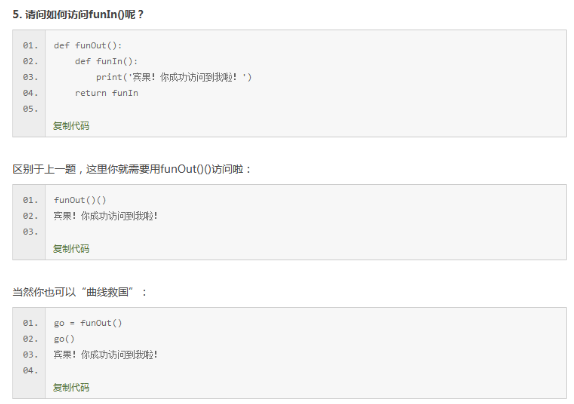 5. 请问如何访问funIn()呢？
01. def funOut():
02.     def funIn():
03.         print('宾果！你成功访问到我啦！')
04.     return funIn
05.
复制代码
区别于上一题，这里你就需要用funOut()()访问啦：
01. funOut()()
02. 宾果！你成功访问到我啦！
03.
复制代码
当然你也可以“曲线救国”：
01. go = funOut()
02. go()
03. 宾果！你成功访问到我啦！
04.
复制代码